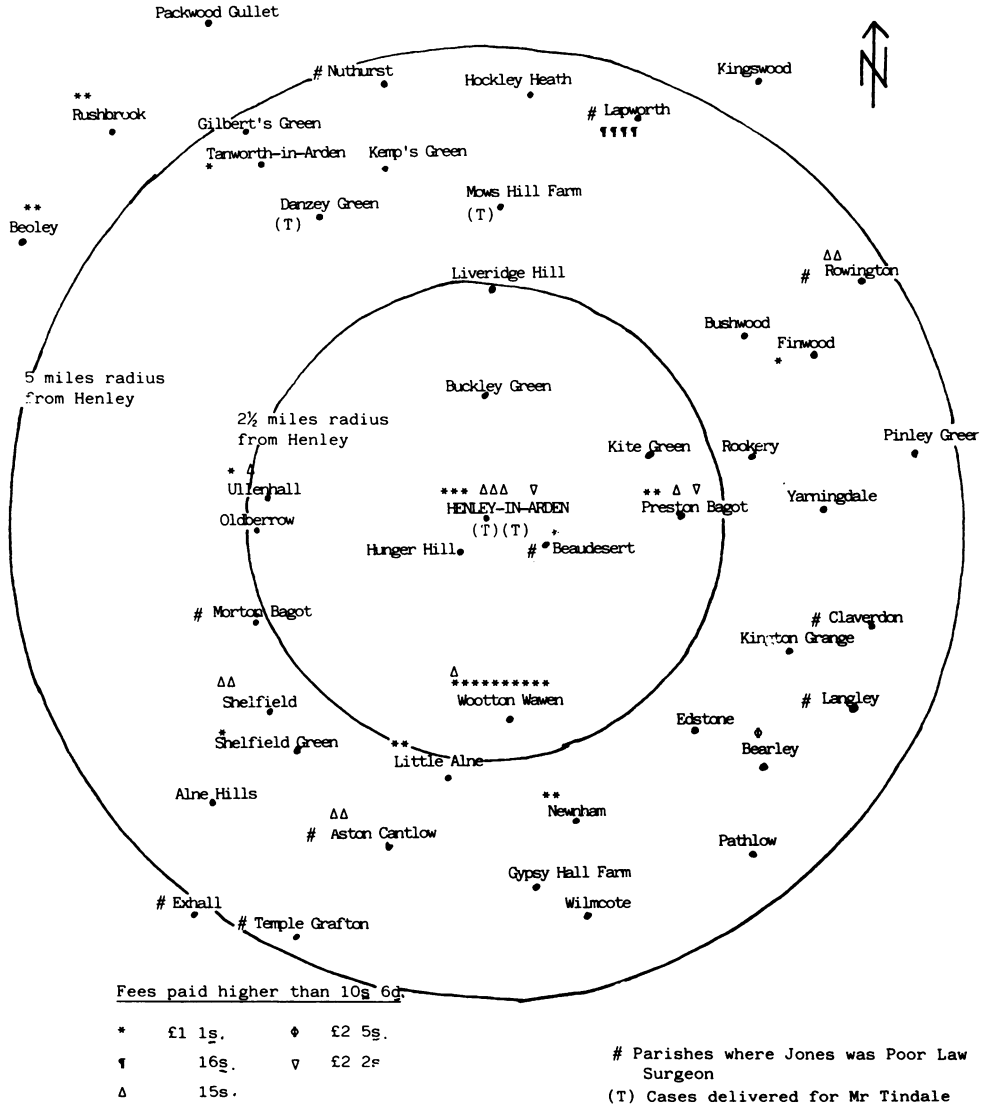 Packwood Gullet
# Nuthurst
Hockley Heath
Kingswood
N
**
Rushbrook
# Lapworth
¶¶¶¶
Gilbert's Green
Tanworth-in-Arden
*
Kemp's Green
Mows Hill Farm
(T)
Danzey Green
(T)
**
Beoley
Liveridge Hill
ΔΔ
# Rowington
Bushwood
Finwood
*
5 miles radius
from Henley
Buckley Green
2½ miles radius
from Henley
Kite Green
Rookery
Pinley Greer
* Δ
Ullenhall
*** ΔΔΔ ∇
HENLEY-IN-ARDEN
(T)(T)
** Δ ∇
Preston Bagot
Yarningdale
Oldberrow
Hunger Hill
*
# Beaudesert
# Morton Bagot
# Claverdon
Kington Grange
ΔΔ
Shelfield
Δ
**********
Wootton Wawen
# Langley
Edstone
*
Shelfield Green
**
Little Alne
Φ
Bearley
Alne Hills
**
Newnham
ΔΔ
# Aston Cantlow
Pathlow
Gypsy Hall Farm
# Exhall
Wilmcote
# Temple Grafton
Fees paid higher than 10s 6d.
* £1 1s. Φ £2 5s.
¶ 16s. ∇ £2 2s
Δ 15s.
# Parishes where Jones was Poor Law
Surgeon
(T) Cases delivered for Mr Tindale